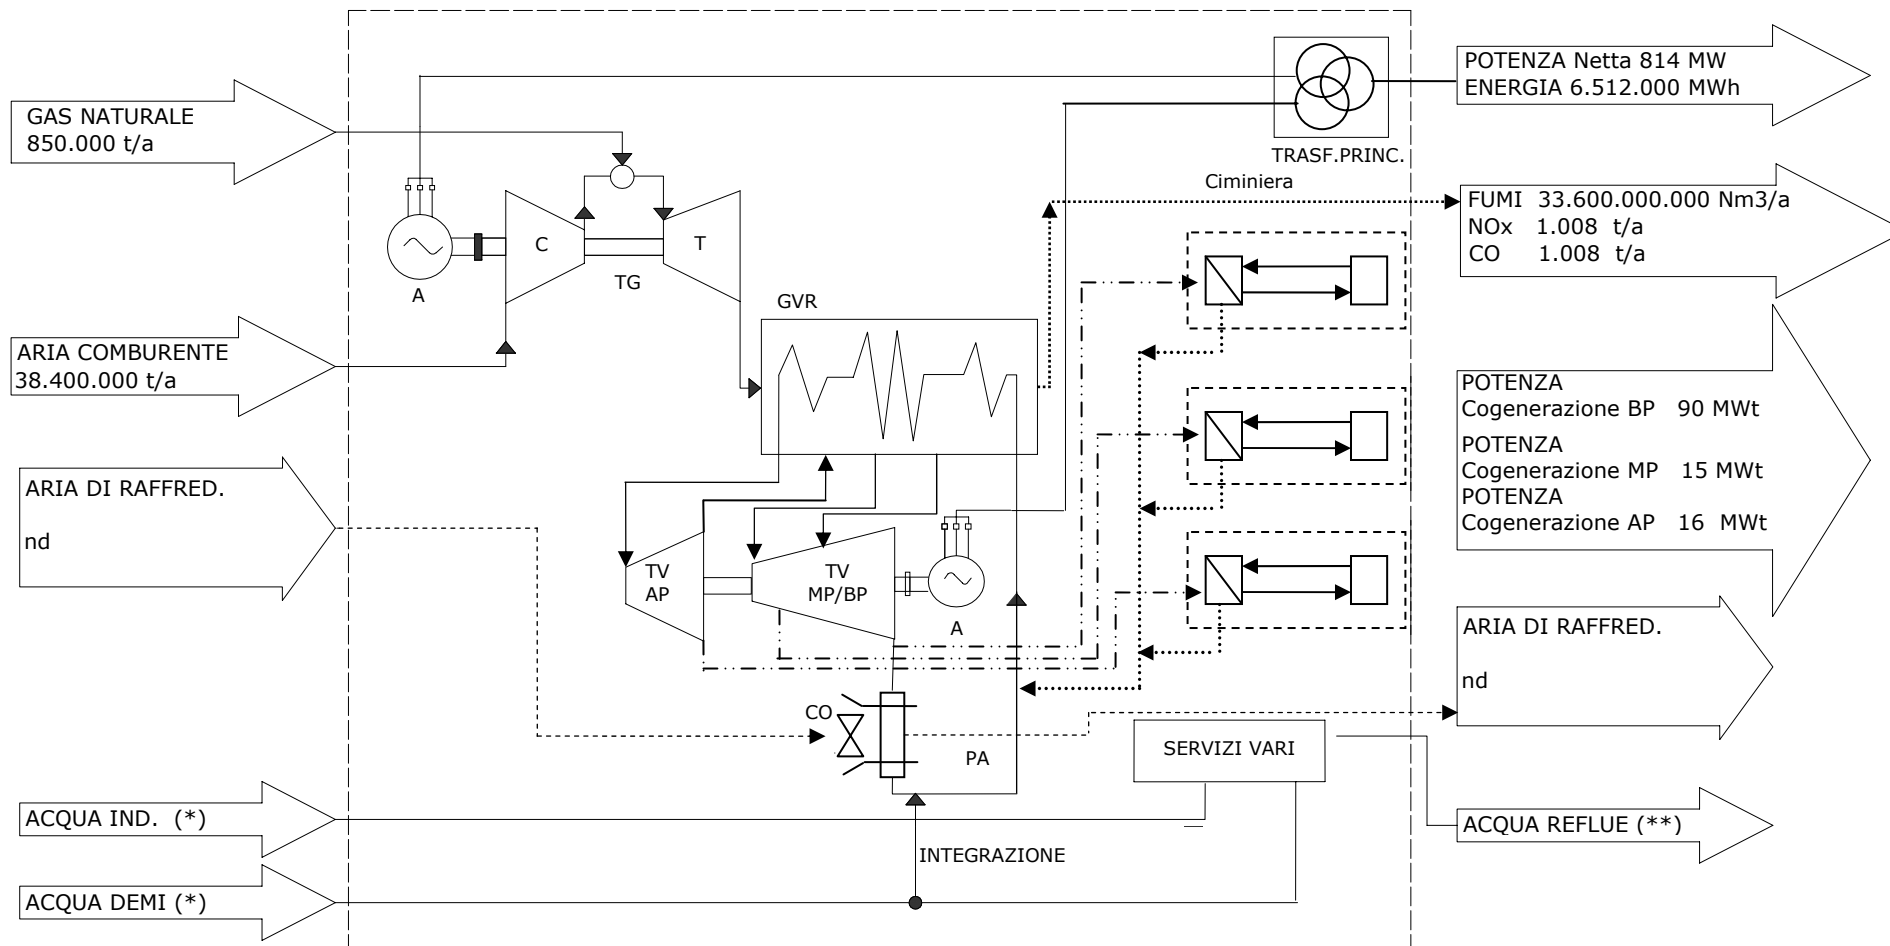 POTENZA Netta 814 MW
ENERGIA 6.512.000 MWh
GAS NATURALE
850.000 t/a
TRASF.PRINC.
Ciminiera
FUMI 33.600.000.000 Nm3/a
NOx 1.008 t/a
CO 1.008 t/a
C
T
A
TG
GVR
ARIA COMBURENTE
38.400.000 t/a
POTENZA
Cogenerazione BP 90 MWt
POTENZA
Cogenerazione MP 15 MWt
POTENZA
Cogenerazione AP 16 MWt
ARIA DI RAFFRED.
nd
TV
AP
TV
MP/BP
A
ARIA DI RAFFRED.
nd
CO
PA
SERVIZI VARI
ACQUA IND. (*)
ACQUA REFLUE (**)
INTEGRAZIONE
ACQUA DEMI (*)